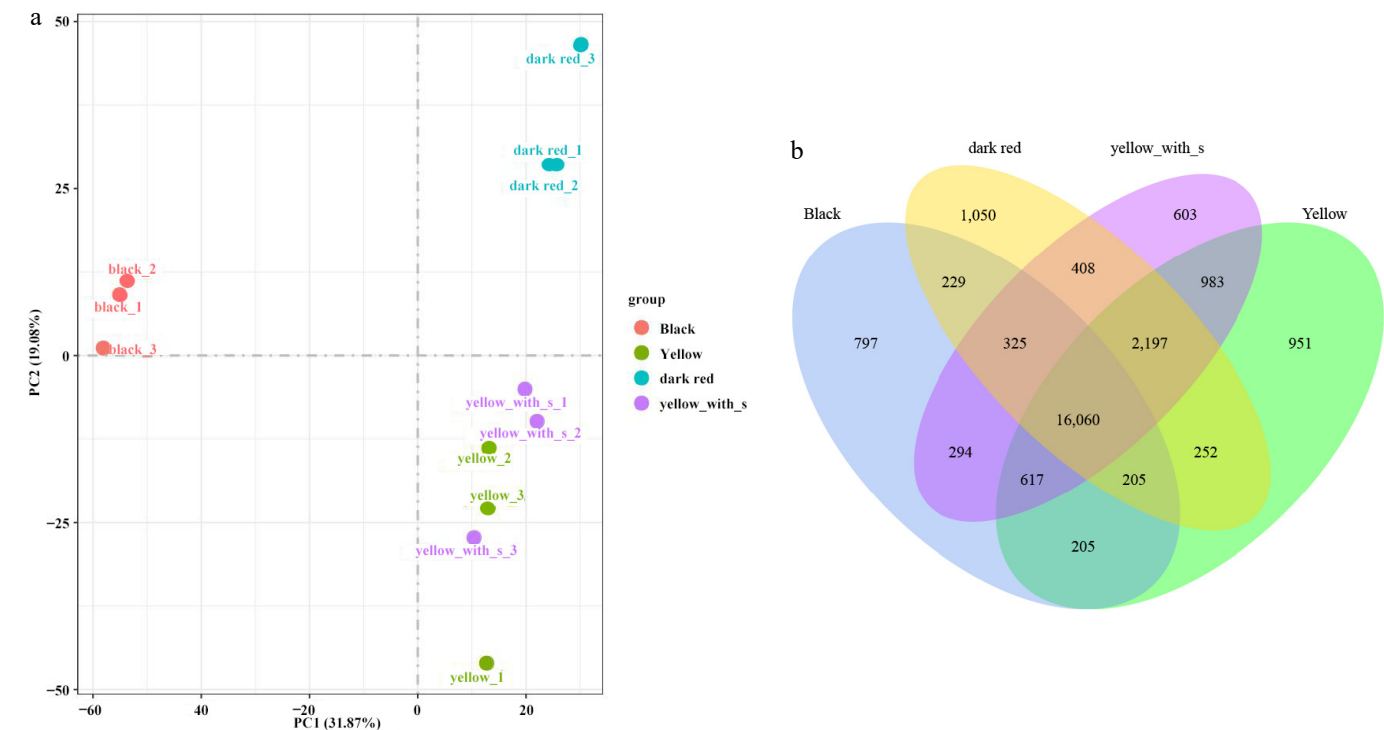 a
50
25
0
−25
−50
PC2 (19.08%)
dark red_3
dark red_1
dark red_2
black_2
black_1
black_3
yellow_with_s_1
yellow_with_s_2
yellow_2
yellow_3
yellow_with_s_3
yellow_1
−60
40
−20
0
20
PC1 (31.87%)
group
Black
Yellow
dark red
yellow_with_s
b
dark red
yellow_with_s
Black
Yellow
1,050
603
229
408
983
797
325
2,197
951
16,060
294
617
205
252
205